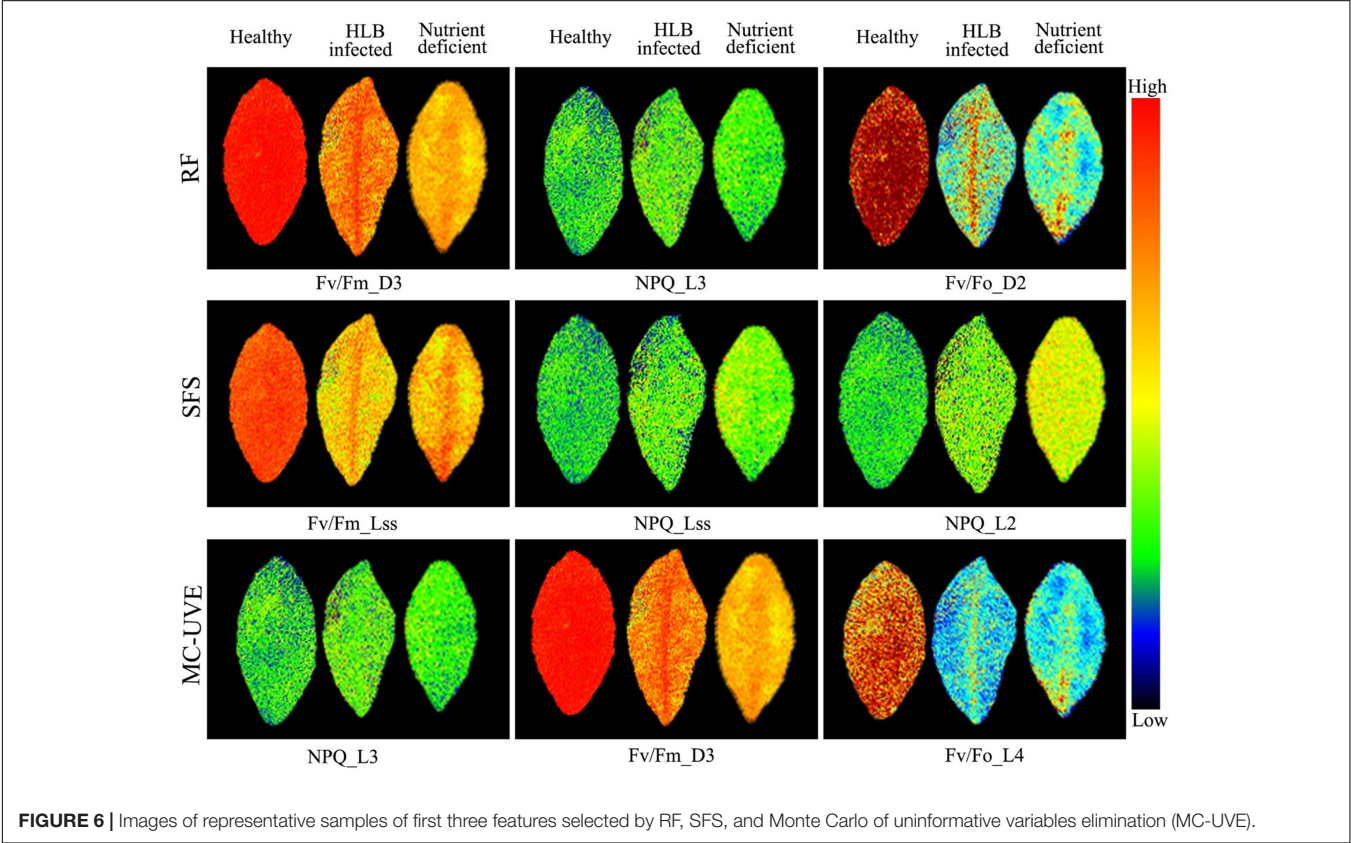 Healthy
HLB infected
Nutrient deficient
Healthy
HLB infected
Nutrient deficient
Healthy
HLB infected
Nutrient deficient
High
RF
Fv/Fm_D3
NPQ_L3
Fv/Fo_D2
SFS
Fv/Fm_Lss
NPQ_Lss
NPQ_L2
MC-UVE
Low
NPQ_L3
Fv/Fm_D3
Fv/Fo_L4
FIGURE 6 | Images of representative samples of first three features selected by RF, SFS, and Monte Carlo of uninformative variables elimination (MC-UVE).